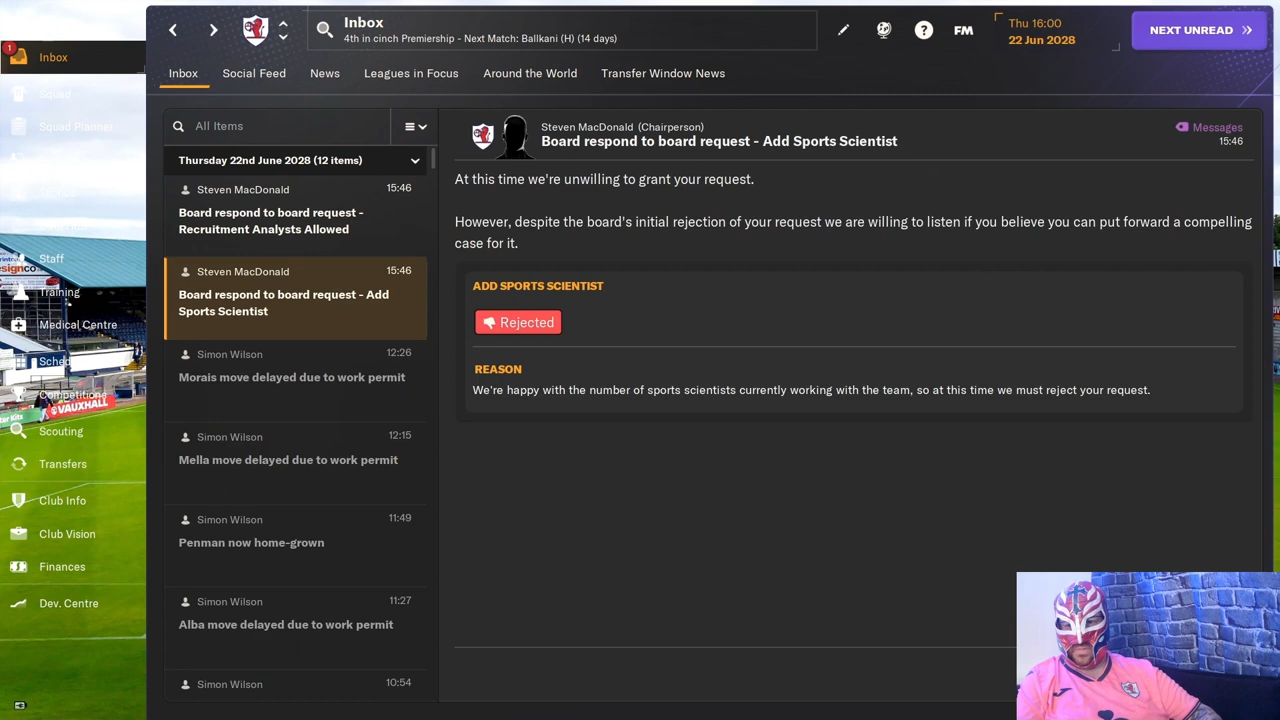 Inbox
4th in cinch Premiership - Next Match: Ballkani (H) (14 days)
FM
Thu 16:00
22 Jun 2028
NEXT UNREAD
1
Inbox
Squad
Squad Planner
Staff
Training
Medical Centre
Sched
Competitions
Scouting
Transfers
Club Info
Club Vision
Finances
Dev. Centre
VAUXHALL
Inbox
Social Feed
News
Leagues in Focus
Around the World
Transfer Window News
All Items
Thursday 22nd June 2028 (12 items)
Steven MacDonald 15:46
Board respond to board request -
Recruitment Analysts Allowed
Steven MacDonald 15:46
Board respond to board request - Add
Sports Scientist
Simon Wilson 12:26
Morais move delayed due to work permit
Simon Wilson 12:15
Mella move delayed due to work permit
Simon Wilson 11:49
Penman now home-grown
Simon Wilson 11:27
Alba move delayed due to work permit
Simon Wilson 10:54
Steven MacDonald (Chairperson)
Board respond to board request - Add Sports Scientist
Messages
15:46
At this time we're unwilling to grant your request.
However, despite the board's initial rejection of your request we are willing to listen if you believe you can put forward a compelling
case for it.
ADD SPORTS SCIENTIST
Rejected
REASON
We're happy with the number of sports scientists currently working with the team, so at this time we must reject your request.